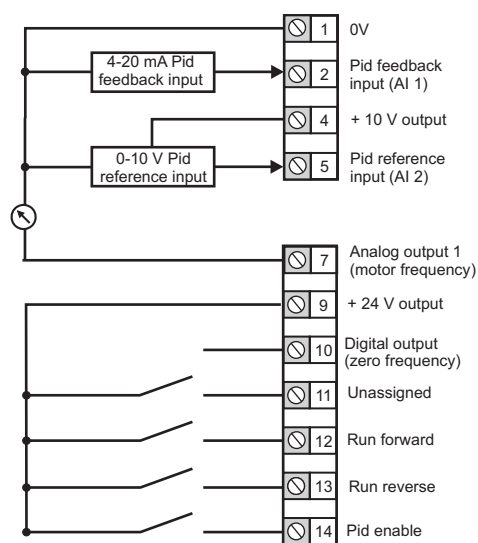 1 0V
4-20 mA Pid
feedback input
2 Pid feedback
input (AI 1)
4 + 10 V output
0-10 V Pid
reference input
5 Pid reference
input (AI 2)
7 Analog output 1
(motor frequency)
9 + 24 V output
10 Digital output
(zero frequency)
11 Unassigned
12 Run forward
13 Run reverse
14 Pid enable